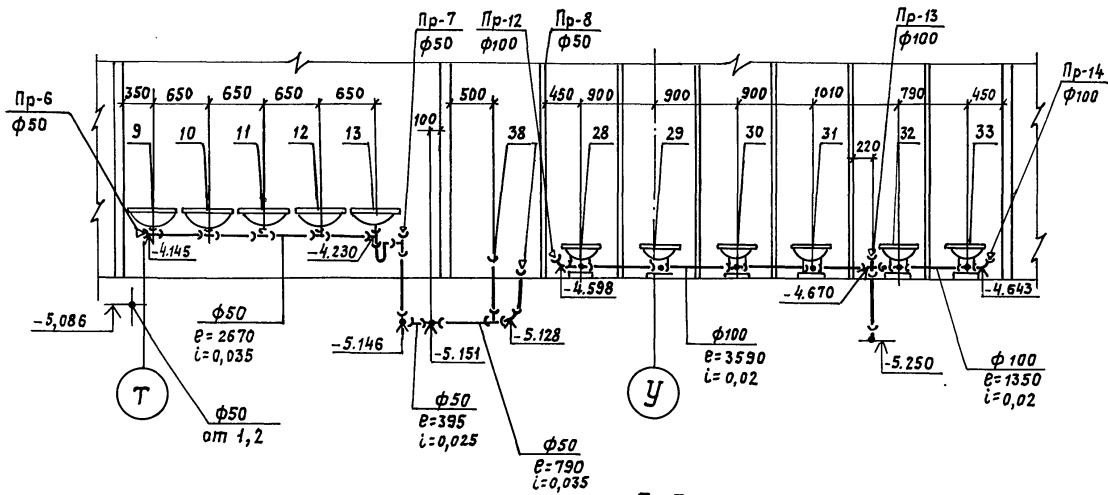 Пр-7
ф50
Пр-12
ф100
Пр-8
ф50
Пр-13
ф100
Пр-14
ф100
Пр-6
ф50
350
650
650
650
650
500
450
900
900
900
1010
790
450
100
220
9
10
11
12
13
38
28
29
30
31
32
33
-4.145
-4.230
-4.598
-4.670
-4.643
-5,086
ф50
ℓ=2670
i=0,035
-5.146
-5.151
-5.128
ф100
ℓ=3590
i=0,02
-5.250
ф100
ℓ=1350
i=0,02
Т
У
ф50
от 1,2
ф50
ℓ=395
i=0,025
ф50
ℓ=790
i=0,035